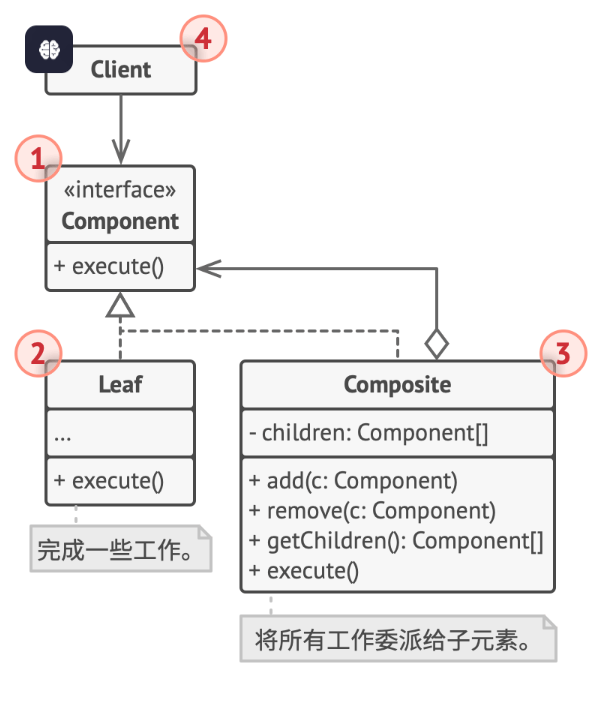 4
Client
1
«interface»
Component
+ execute()
2
Leaf
...
+ execute()
完成一些工作。
3
Composite
- children: Component[]
+ add(c: Component)
+ remove(c: Component)
+ getChildren(): Component[]
+ execute()
将所有工作委派给子元素。